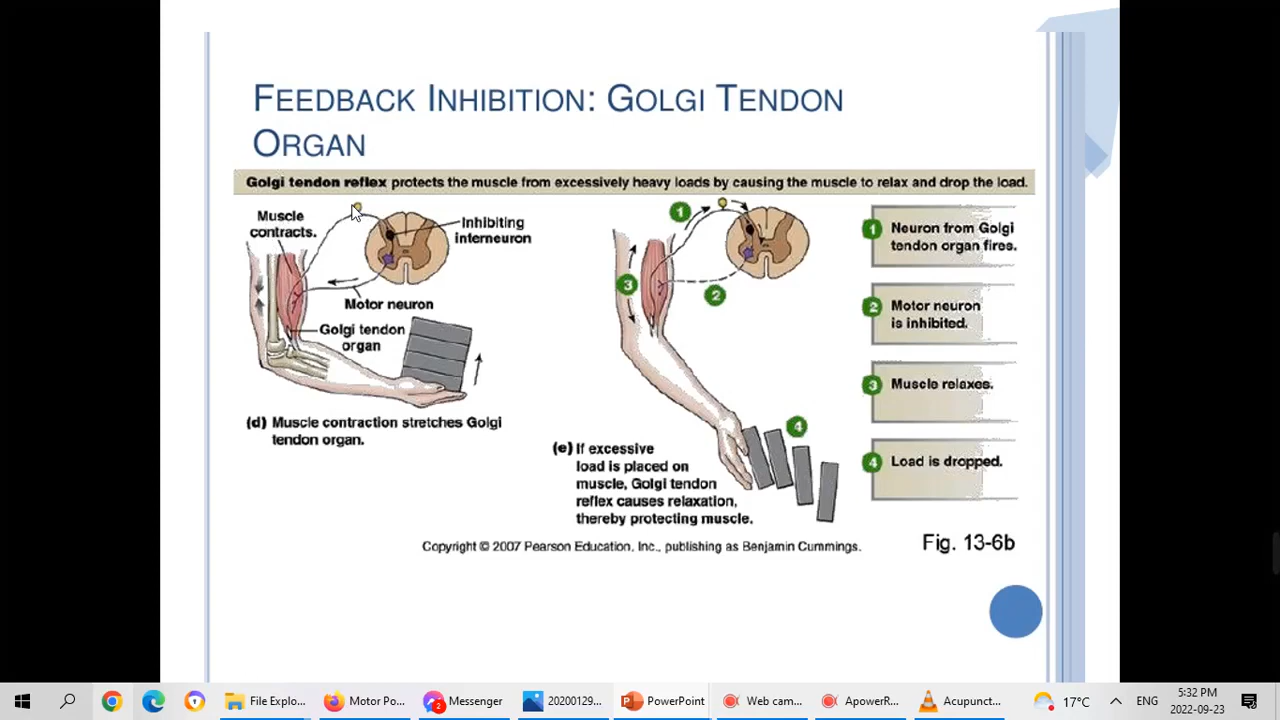 FEEDBACK INHIBITION: GOLGI TENDON
ORGAN
Golgi tendon reflex protects the muscle from excessively heavy loads by causing the muscle to relax and drop the load.
Muscle
contracts.
Inhibiting
interneuron
Motor neuron
Golgi tendon
organ
(d) Muscle contraction stretches Golgi
tendon organ.
1
2
3
4
(e) If excessive
load is placed on
muscle, Golgi tendon
reflex causes relaxation,
thereby protecting muscle.
1 Neuron from Golgi
tendon organ fires.
2 Motor neuron
is inhibited.
3 Muscle relaxes.
4 Load is dropped.
Copyright © 2007 Pearson Education, Inc., publishing as Benjamin Cummings.
Fig. 13-6b
File Explo...
Motor Po...
2
Messenger
20200129...
PowerPoint
Web cam...
ApowerR...
Acupunct...
17°C
ENG
5:32 PM
2022-09-23